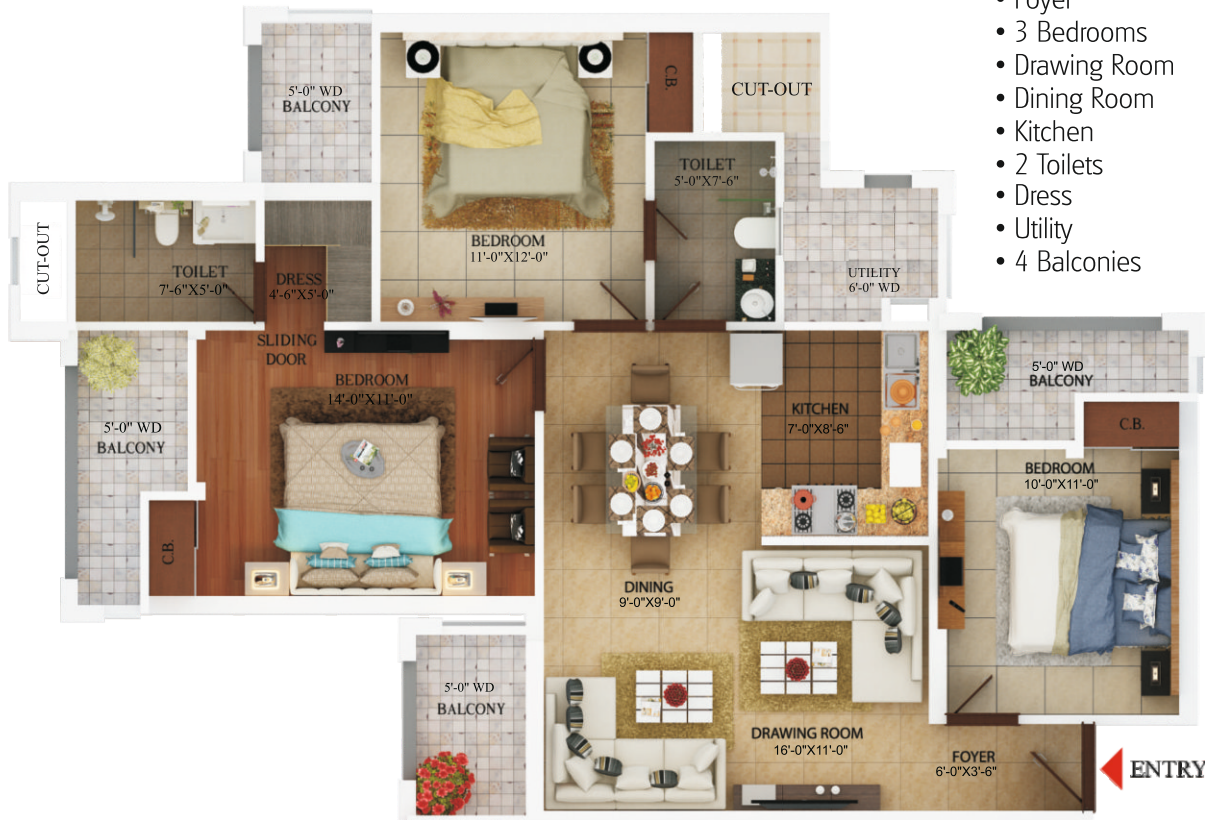 • Foyer
• 3 Bedrooms
• Drawing Room
• Dining Room
• Kitchen
• 2 Toilets
• Dress
• Utility
• 4 Balconies
5'-0" WD
BALCONY
C.B.
CUT-OUT
TOILET
5'-0"X7'-6"
BEDROOM
11'-0"X12'-0"
CUT-OUT
TOILET
7'-6"X5'-0"
DRESS
4'-6"X5'-0"
UTILITY
6'-0" WD
SLIDING
DOOR
BEDROOM
14'-0"X11'-0"
5'-0" WD
BALCONY
C.B.
KITCHEN
7'-0"X8'-6"
5'-0" WD
BALCONY
C.B.
BEDROOM
10'-0"X11'-0"
DINING
9'-0"X9'-0"
5'-0" WD
BALCONY
DRAWING ROOM
16'-0"X11'-0"
FOYER
6'-0"X3'-6"
ENTRY